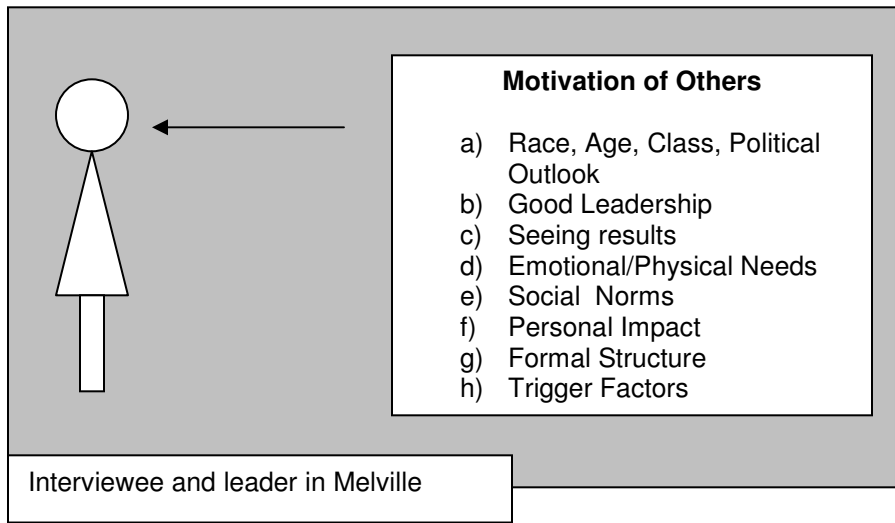 Motivation of Others
a) Race, Age, Class, Political
Outlook
b) Good Leadership
c) Seeing results
d) Emotional/Physical Needs
e) Social Norms
f) Personal Impact
g) Formal Structure
h) Trigger Factors
Interviewee and leader in Melville